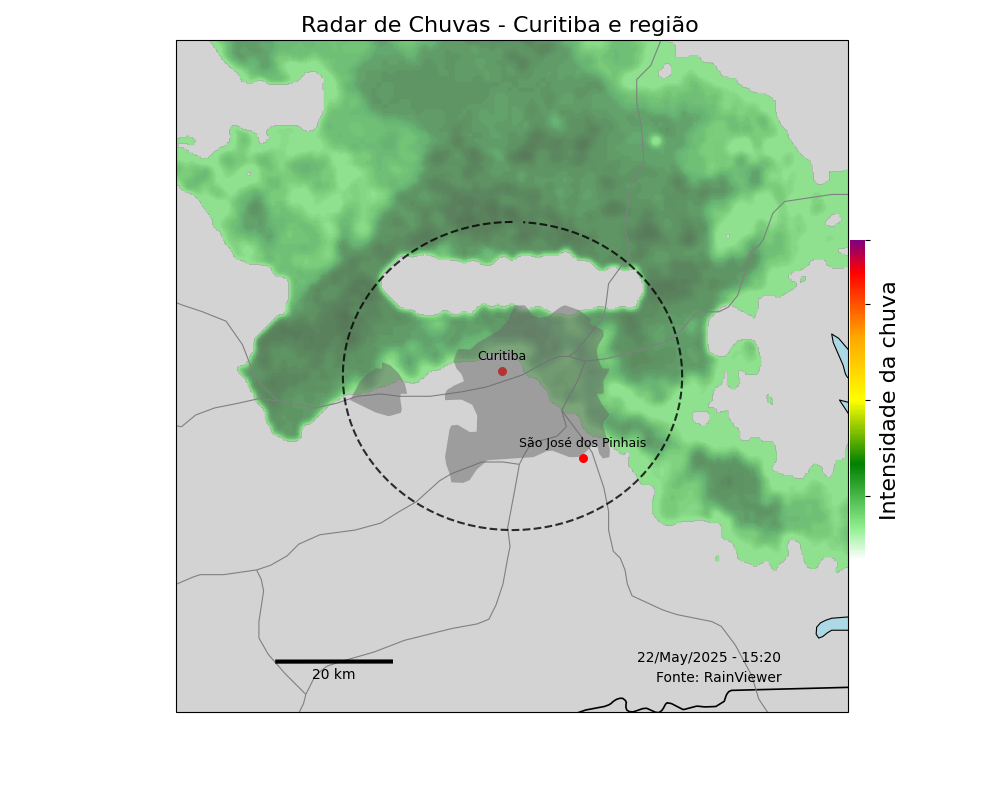 Radar de Chuvas - Curitiba e região
Curitiba
São José dos Pinhais
Intensidade da chuva
22/May/2025 - 15:20
Fonte: RainViewer
20 km